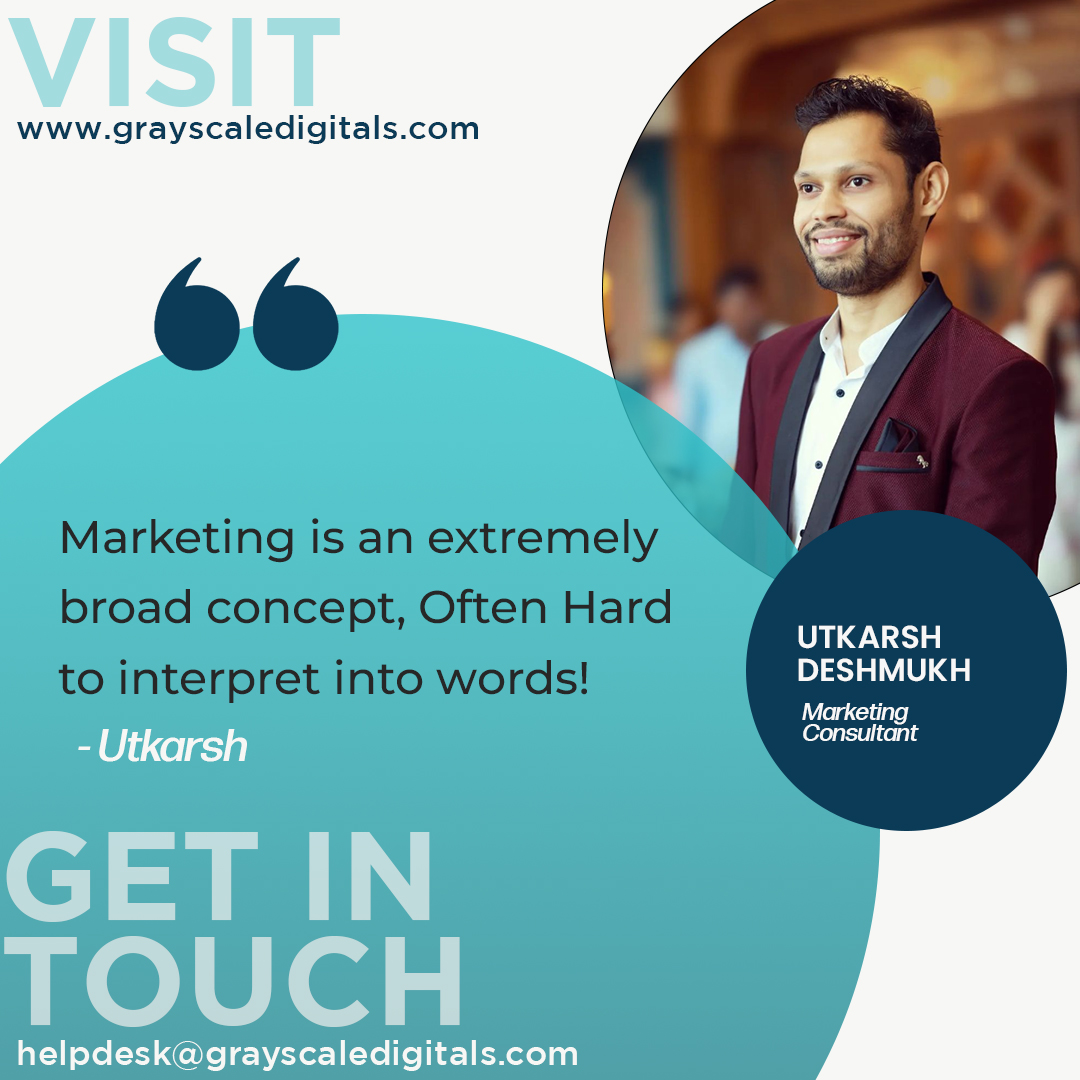 VISIT
www.grayscaledigitals.com
Marketing is an extremely
broad concept, Often Hard
to interpret into words!
- Utkarsh
UTKARSH
DESHMUKH
Marketing
Consultant
GET IN
TOUCH
helpdesk@grayscaledigitals.com